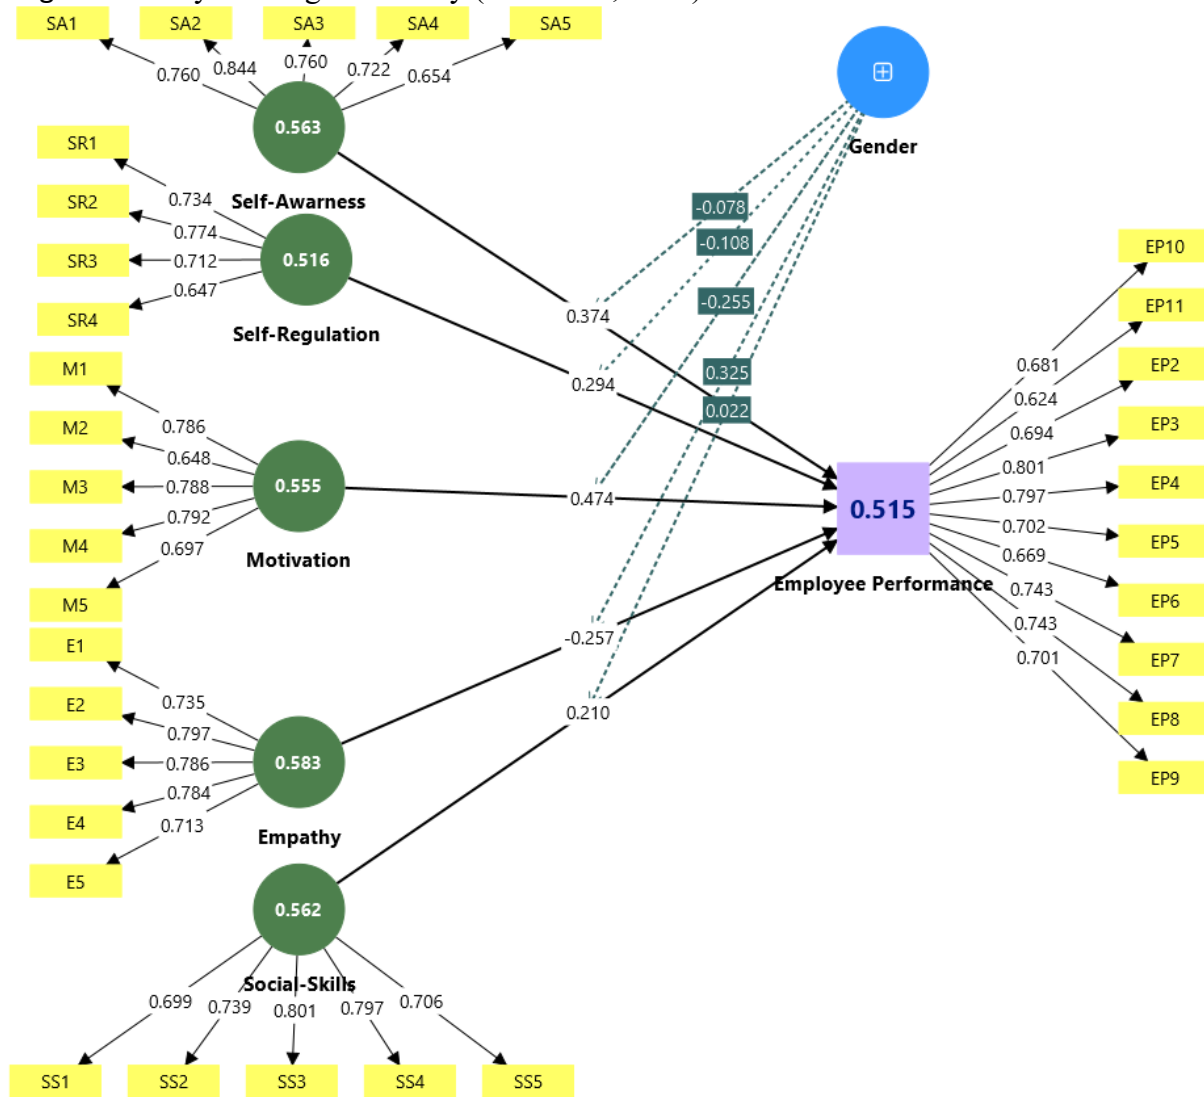 SA1
SA2
SA3
SA4
SA5
0.760
0.844
0.760
0.722
0.654
0.563
Self-Awarness
Gender
SR1
SR2
SR3
SR4
0.734
0.774
0.712
0.647
0.516
Self-Regulation
-0.078
-0.108
-0.255
0.325
0.022
0.374
0.294
0.474
-0.257
0.210
M1
M2
M3
M4
M5
0.786
0.648
0.788
0.792
0.697
0.555
Motivation
E1
E2
E3
E4
E5
0.735
0.797
0.786
0.784
0.713
0.583
Empathy
0.562
Social-Skills
0.699
0.739
0.801
0.797
0.706
SS1
SS2
SS3
SS4
SS5
0.515
Employee Performance
0.681
0.624
0.694
0.801
0.797
0.702
0.669
0.743
0.743
0.701
EP10
EP11
EP2
EP3
EP4
EP5
EP6
EP7
EP8
EP9